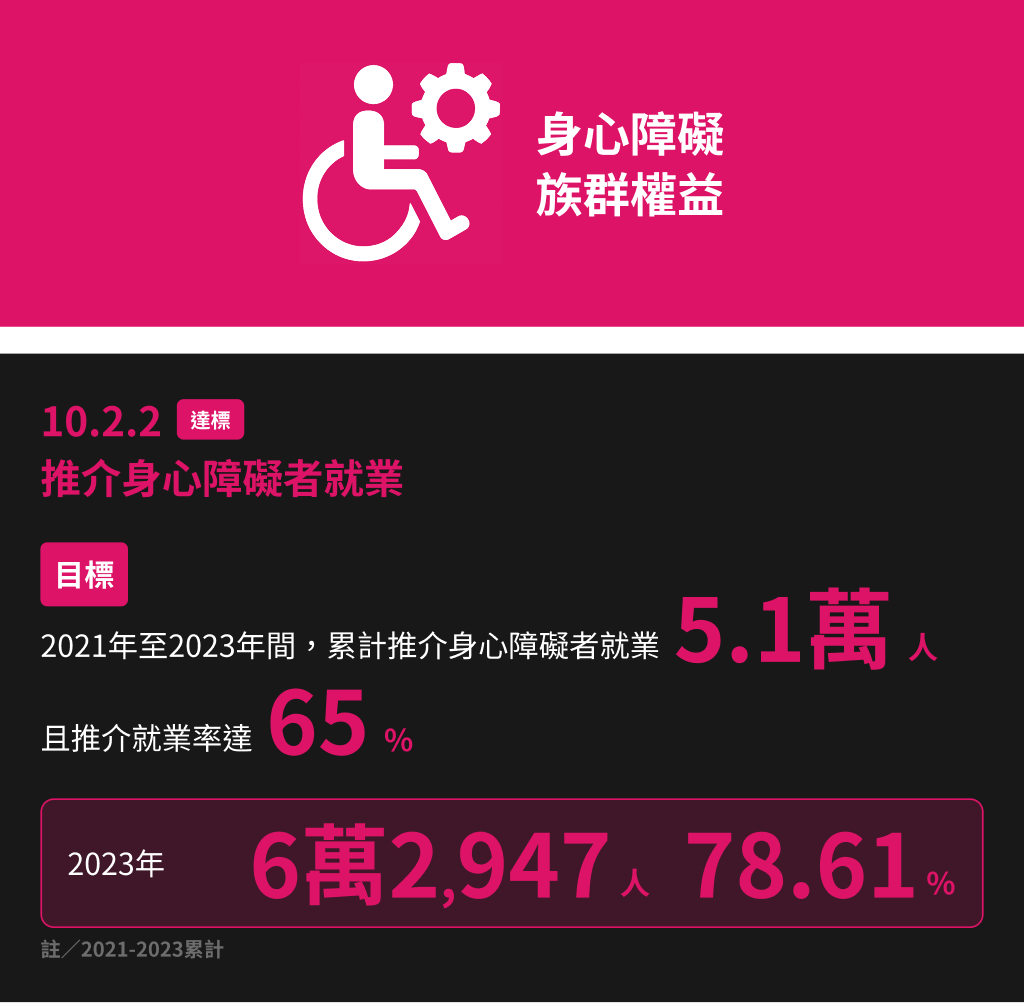 身心障礙
族群權益
10.2.2 達標
推介身心障礙者就業
目標
2021年至2023年間，累計推介身心障礙者就業 5.1萬 人
且推介就業率達 65 %
2023年 6萬2,947人 78.61%
註／2021-2023累計